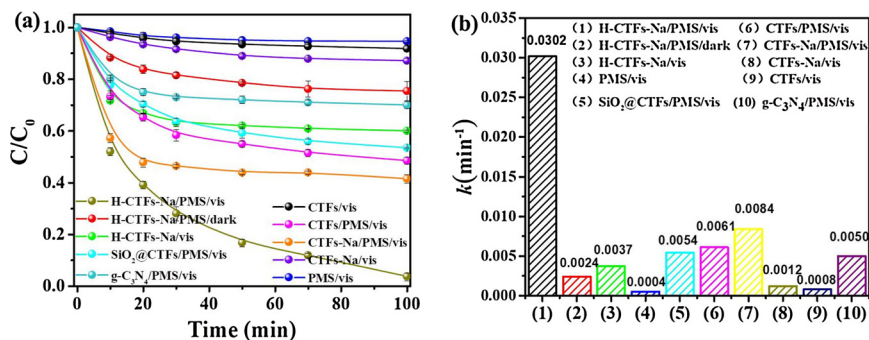 (a)
C/C0
1.0
0.8
0.6
0.4
0.2
0.0
H-CTFs-Na/PMS/vis
H-CTFs-Na/PMS/dark
H-CTFs-Na/vis
SiO2@CTFs/PMS/vis
g-C3N4/PMS/vis
CTFs/vis
CTFs/PMS/vis
CTFs-Na/PMS/vis
CTFs-Na/vis
PMS/vis
0 20 40 60 80 100
Time (min)
(b)
k(min-1)
0.035
0.030
0.025
0.020
0.015
0.010
0.005
0.000
(1) H-CTFs-Na/PMS/vis (6) CTFs/PMS/vis
(2) H-CTFs-Na/PMS/dark (7) CTFs-Na/PMS/vis
(3) H-CTFs-Na/vis (8) CTFs-Na/vis
(4) PMS/vis (9) CTFs/vis
(5) SiO2@CTFs/PMS/vis (10) g-C3N4/PMS/vis
0.0302
0.0024
0.0037
0.0004
0.0054
0.0061
0.0084
0.0012
0.0008
0.0050
(1) (2) (3) (4) (5) (6) (7) (8) (9) (10)